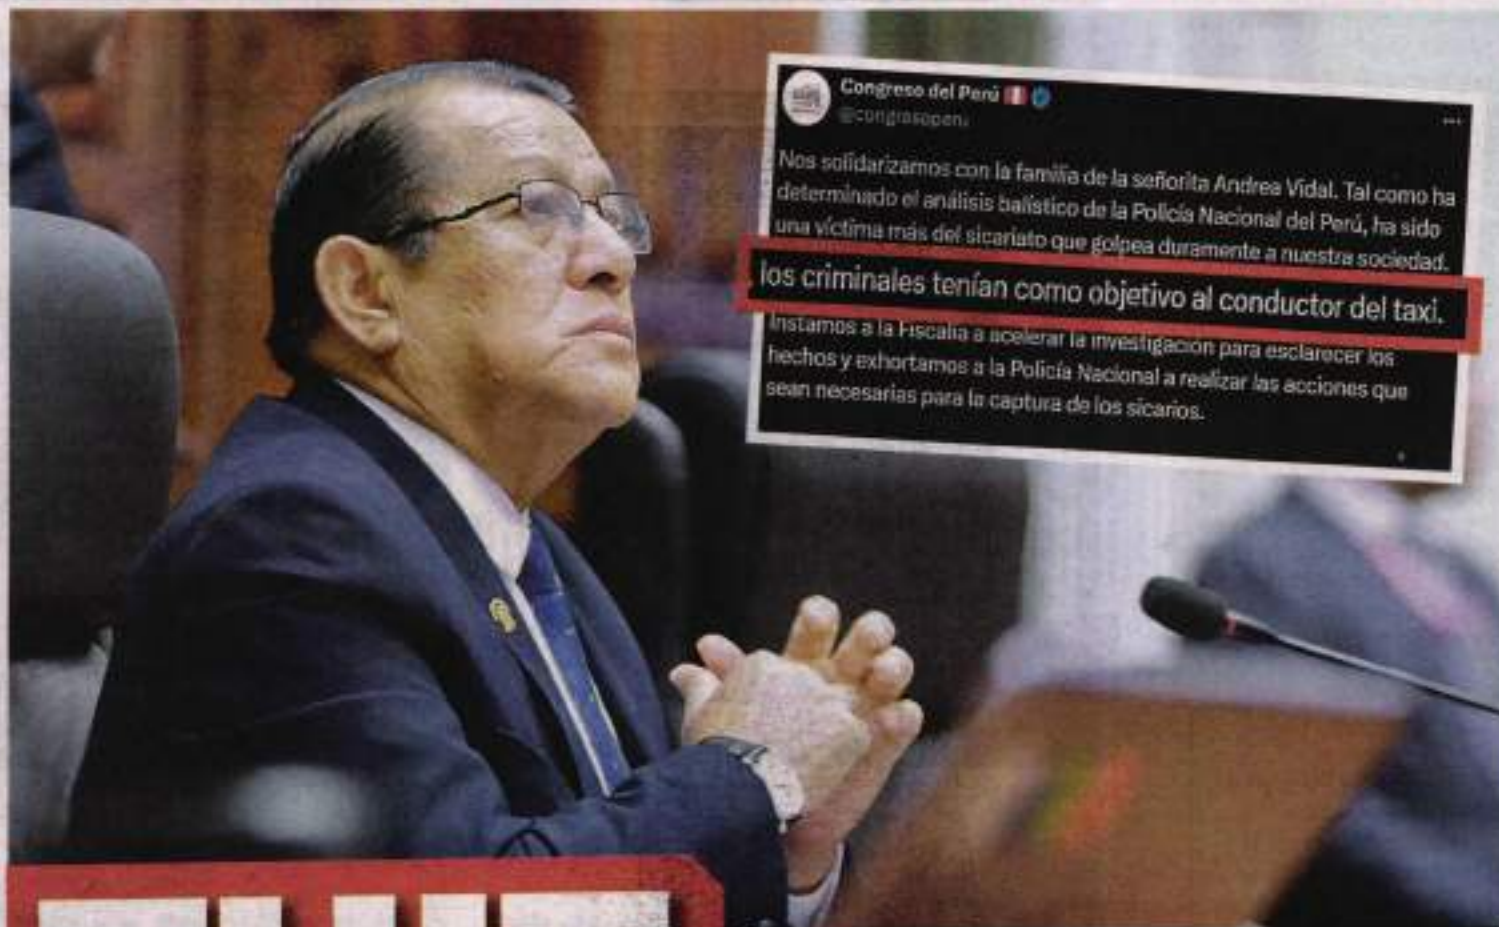 Congreso del Perú
@congresoperu
Nos solidarizamos con la familia de la señorita Andrea Vidal. Tal como ha
determinado el análisis balístico de la Policía Nacional del Perú, ha sido
una víctima más del sicariato que golpea duramente a nuestra sociedad.
los criminales tenían como objetivo al conductor del taxi.
Instamos a la Fiscalía a acelerar la investigación para esclarecer los
hechos y exhortamos a la Policía Nacional a realizar las acciones que
sean necesarias para la captura de los sicarios.